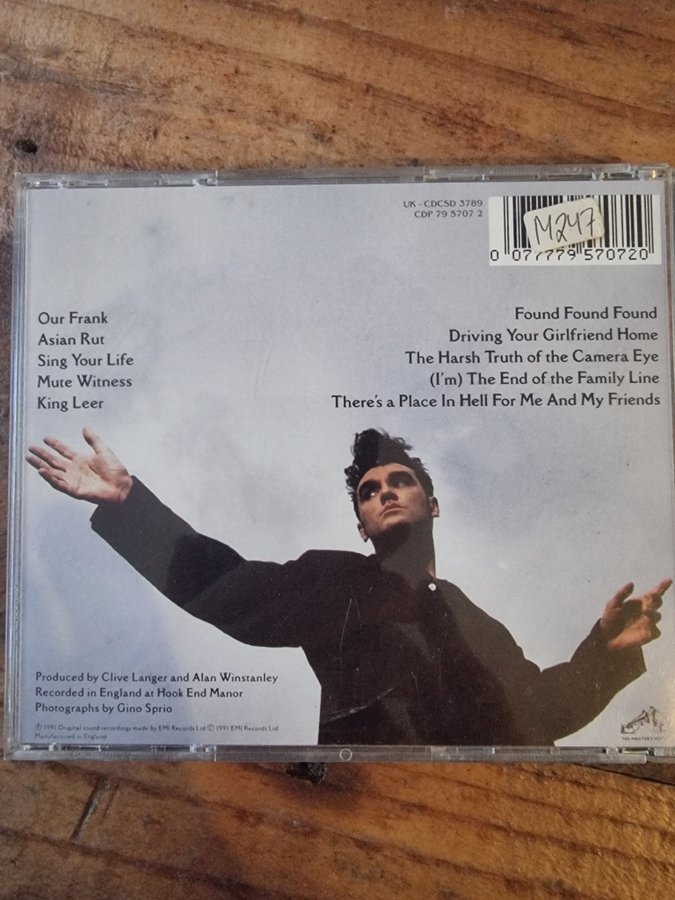 UK - CDCSD 3789
CDP 79 5707 2
M247
0 077779 570720
Our Frank
Asian Rut
Sing Your Life
Mute Witness
King Leer
Found Found Found
Driving Your Girlfriend Home
The Harsh Truth of the Camera Eye
(I'm) The End of the Family Line
There's a Place In Hell For Me And My Friends
Produced by Clive Langer and Alan Winstanley
Recorded in England at Hook End Manor
Photographs by Gino Sprio
℗ 1991 Original sound recordings made by EMI Records Ltd © 1991 EMI Records Ltd
Manufactured in England
"HIS MASTER'S VOICE"